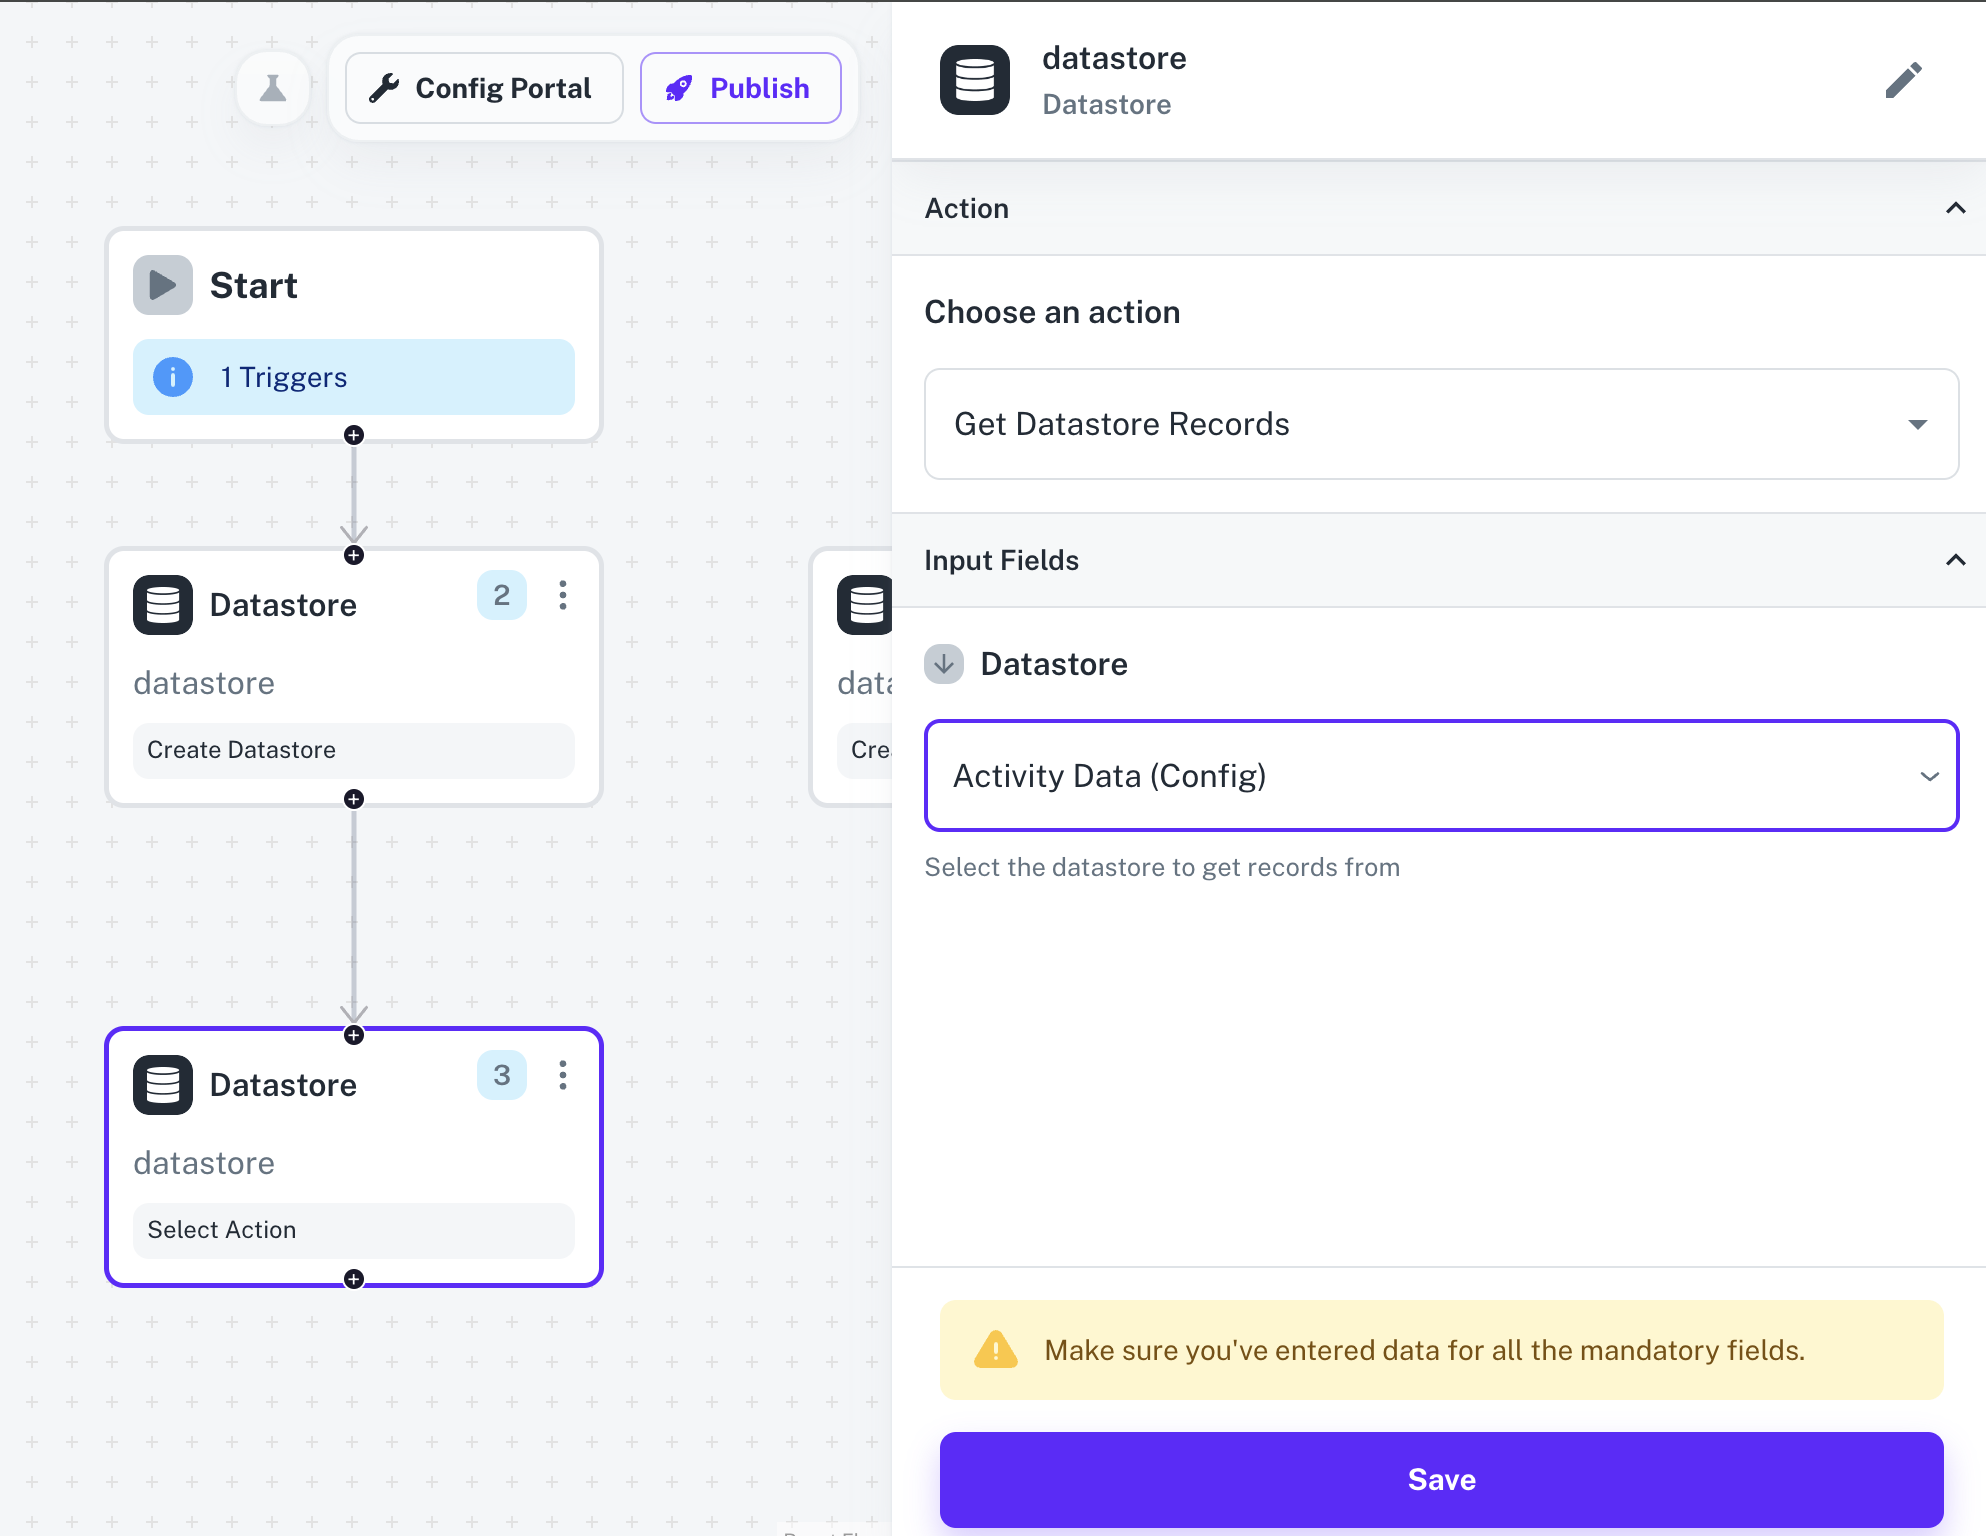 Config Portal
Publish
Start
1 Triggers
Datastore
2
datastore
Create Datastore
Datastore
3
datastore
Select Action
datastore
Datastore
Action
Choose an action
Get Datastore Records
Input Fields
Datastore
Activity Data (Config)
Select the datastore to get records from
Make sure you've entered data for all the mandatory fields.
Save